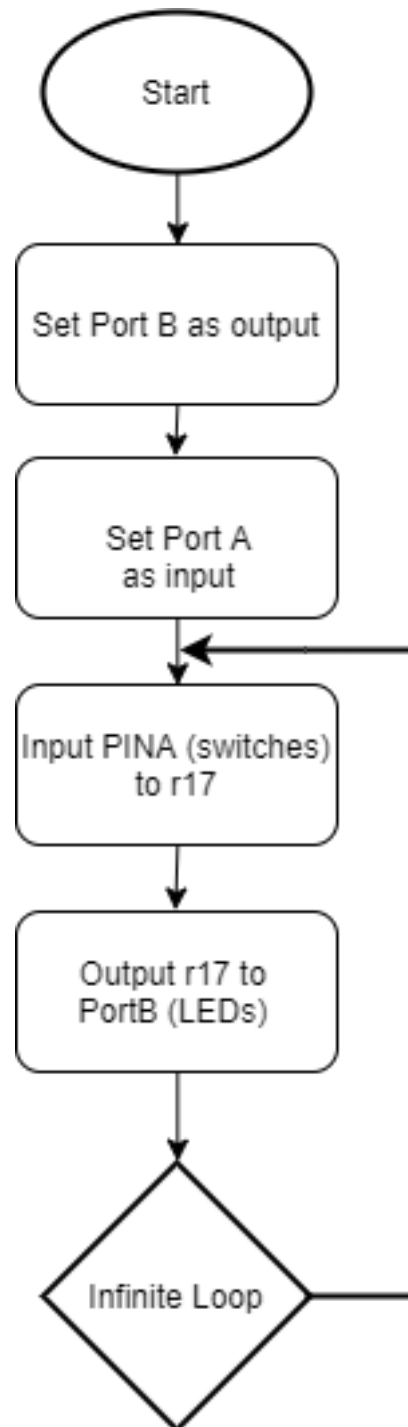 Start
Set Port B as output
Set Port A
as input
Input PINA (switches)
to r17
Output r17 to
PortB (LEDs)
Infinite Loop